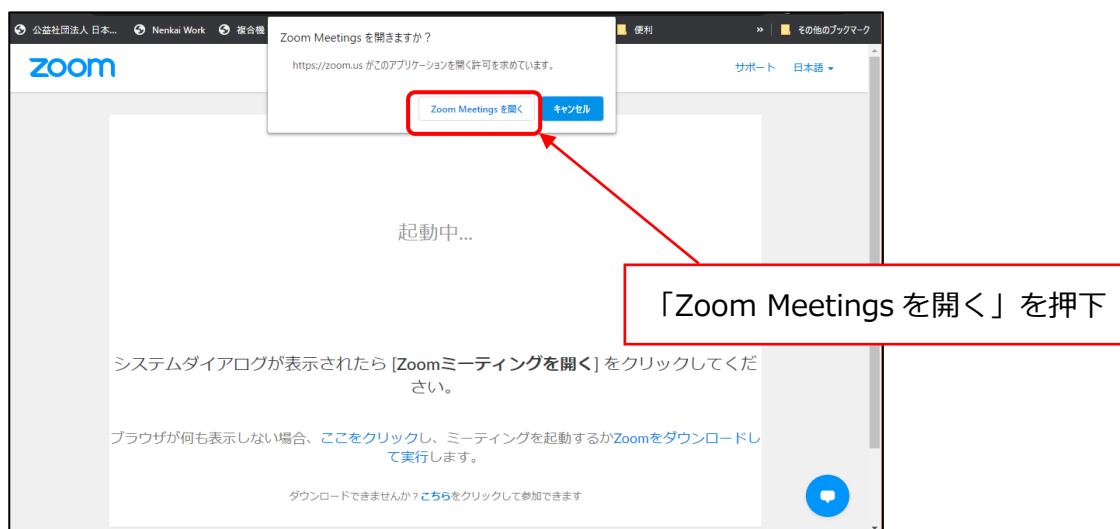 公益社団法人 日本...
Nenkai Work
複合機
便利
»
その他のブックマーク
Zoom Meetings を開きますか？
https://zoom.us がこのアプリケーションを開く許可を求めています。
Zoom Meetings を開く
キャンセル
zoom
サポート
日本語
起動中...
「Zoom Meetings を開く」を押下
システムダイアログが表示されたら [Zoomミーティングを開く] をクリックしてくだ
さい。
ブラウザが何も表示しない場合、ここをクリックし、ミーティングを起動するかZoomをダウンロードし
て実行します。
ダウンロードできませんか？こちらをクリックして参加できます